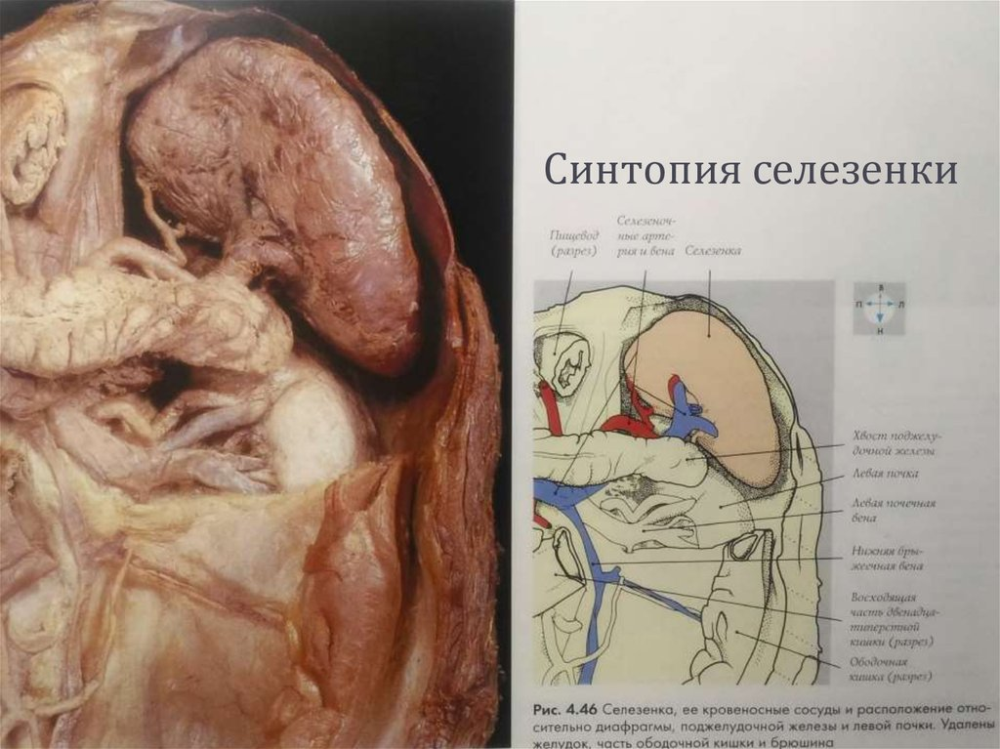 Синтопия селезенки
Пищевод
(разрез)
Селезеноч-
ные арте-
рия и вена
Селезенка
В
П Л
Н
Хвост поджелу-
дочной железы
Левая почка
Левая почечная
вена
Нижняя бры-
жеечная вена
Восходящая
часть двенадца-
типерстной
кишки (разрез)
Ободочная
кишка (разрез)
Рис. 4.46 Селезенка, ее кровеносные сосуды и расположение отно-
сительно диафрагмы, поджелудочной железы и левой почки. Удалены
желудок, часть ободочной кишки и брюшина